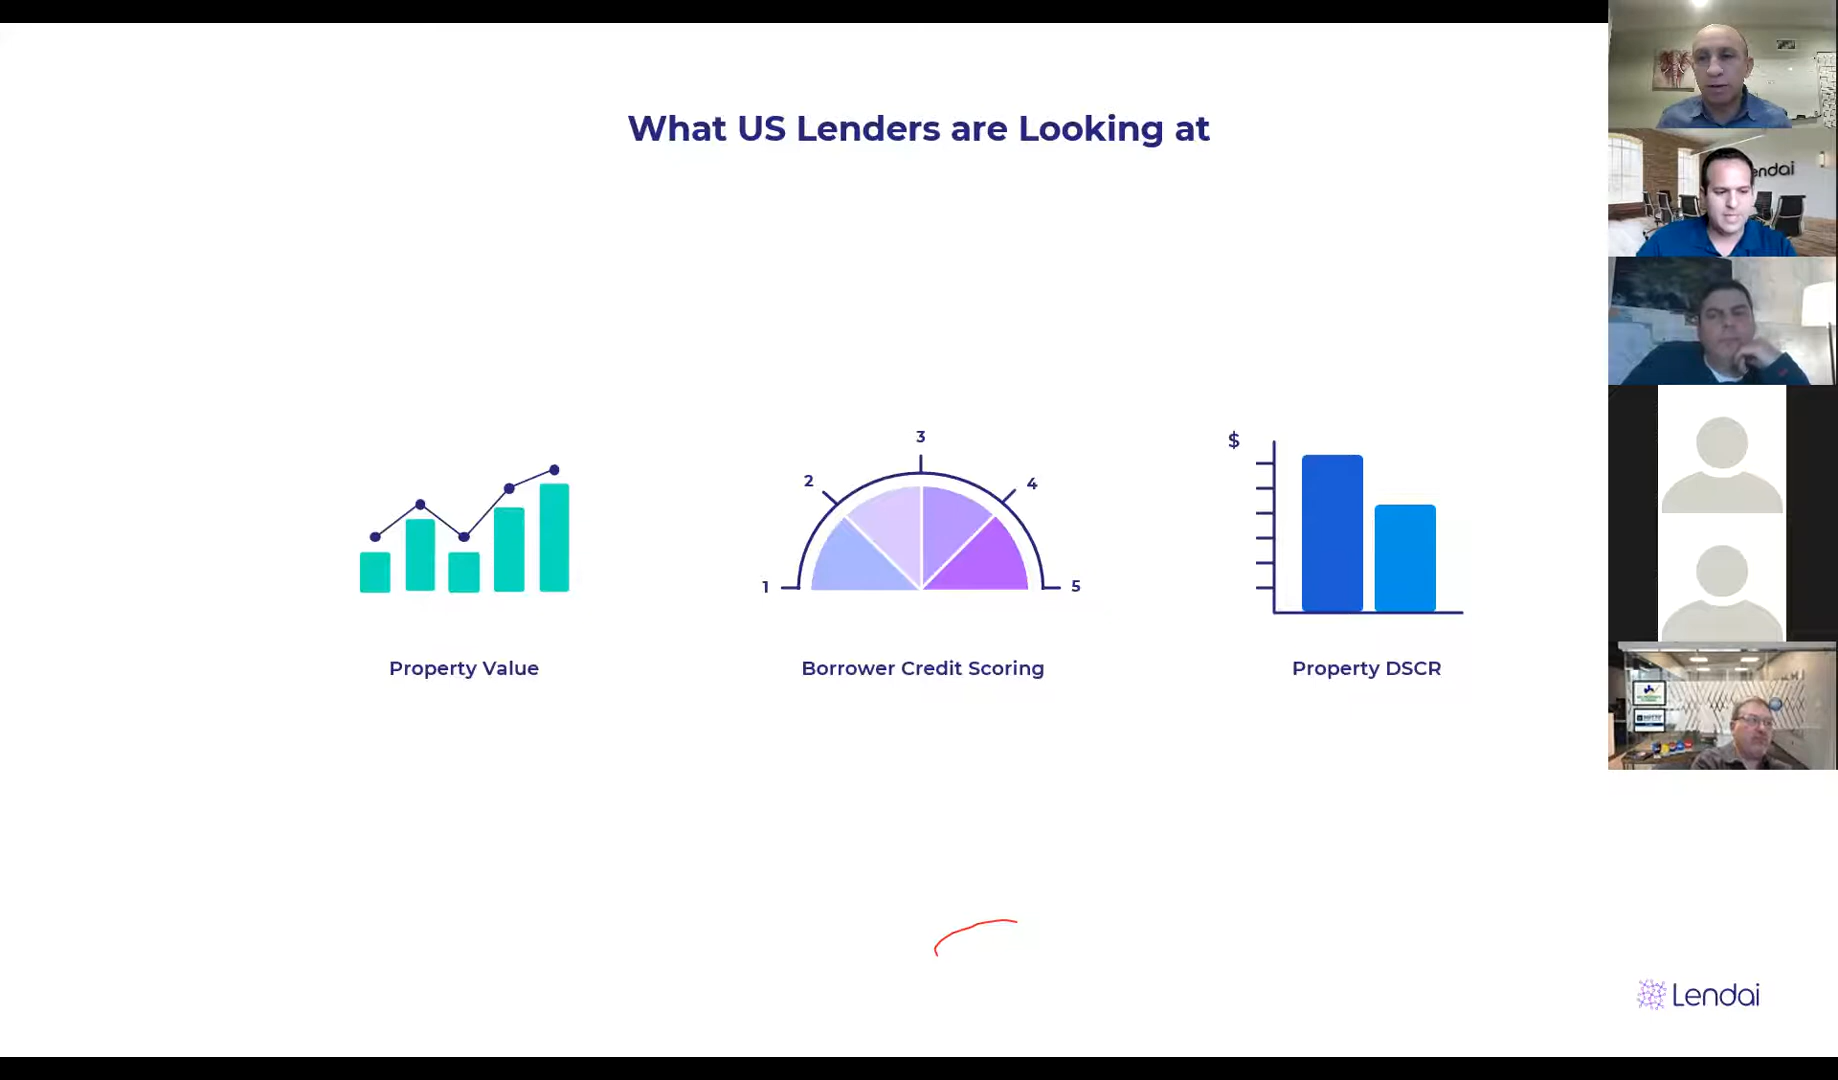 What US Lenders are Looking at
1
2
3
4
5
$
Property Value
Borrower Credit Scoring
Property DSCR
Lendai
endai